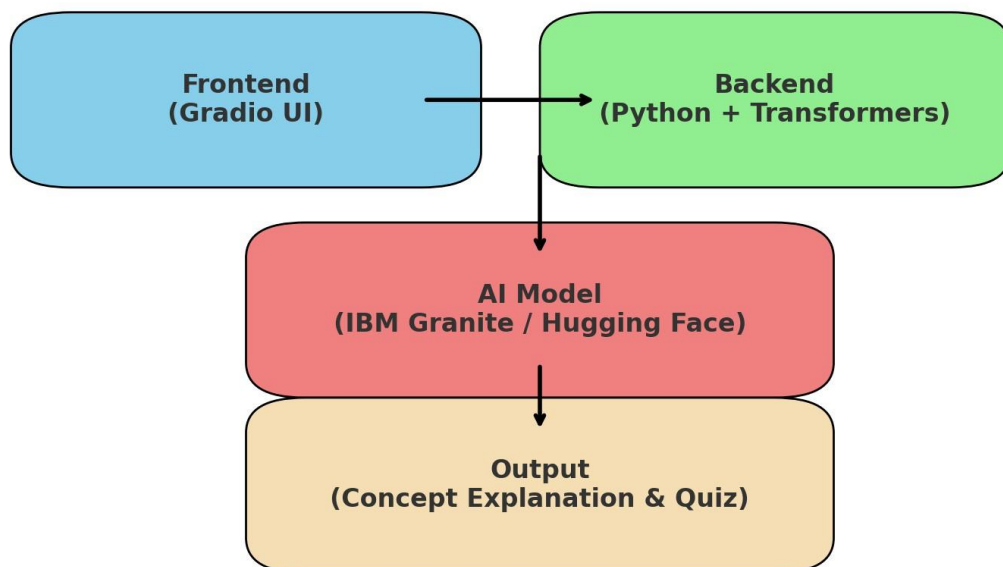 Frontend
(Gradio UI)
Backend
(Python + Transformers)
AI Model
(IBM Granite / Hugging Face)
Output
(Concept Explanation & Quiz)